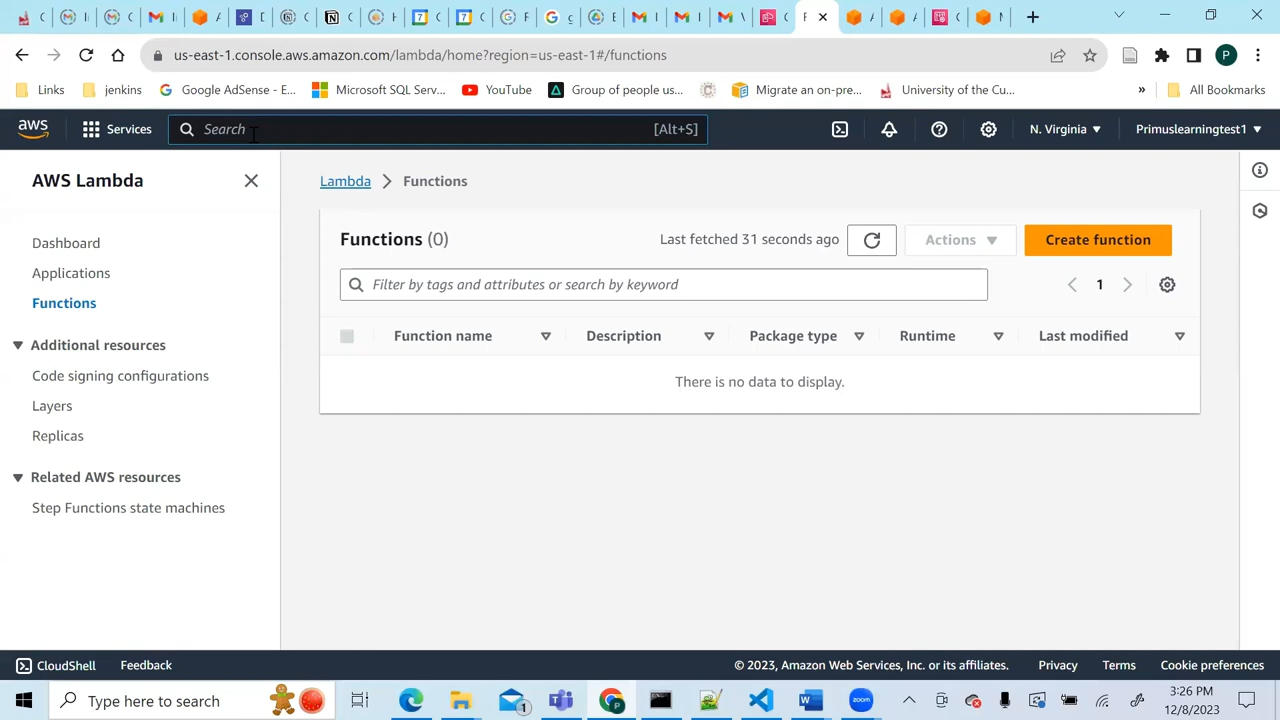 us-east-1.console.aws.amazon.com/lambda/home?region=us-east-1#/functions
Links
jenkins
Google AdSense - E...
Microsoft SQL Serv...
YouTube
Group of people us...
Migrate an on-pre...
University of the Cu...
»
All Bookmarks
aws
Services
Search
[Alt+S]
N. Virginia
Primuslearningtest1
AWS Lambda
Dashboard
Applications
Functions
Additional resources
Code signing configurations
Layers
Replicas
Related AWS resources
Step Functions state machines
Lambda > Functions
Functions (0)
Last fetched 31 seconds ago
Actions
Create function
Filter by tags and attributes or search by keyword
1
Function name
Description
Package type
Runtime
Last modified
There is no data to display.
CloudShell
Feedback
© 2023, Amazon Web Services, Inc. or its affiliates.
Privacy
Terms
Cookie preferences
Type here to search
1
zoom
3:26 PM
12/8/2023